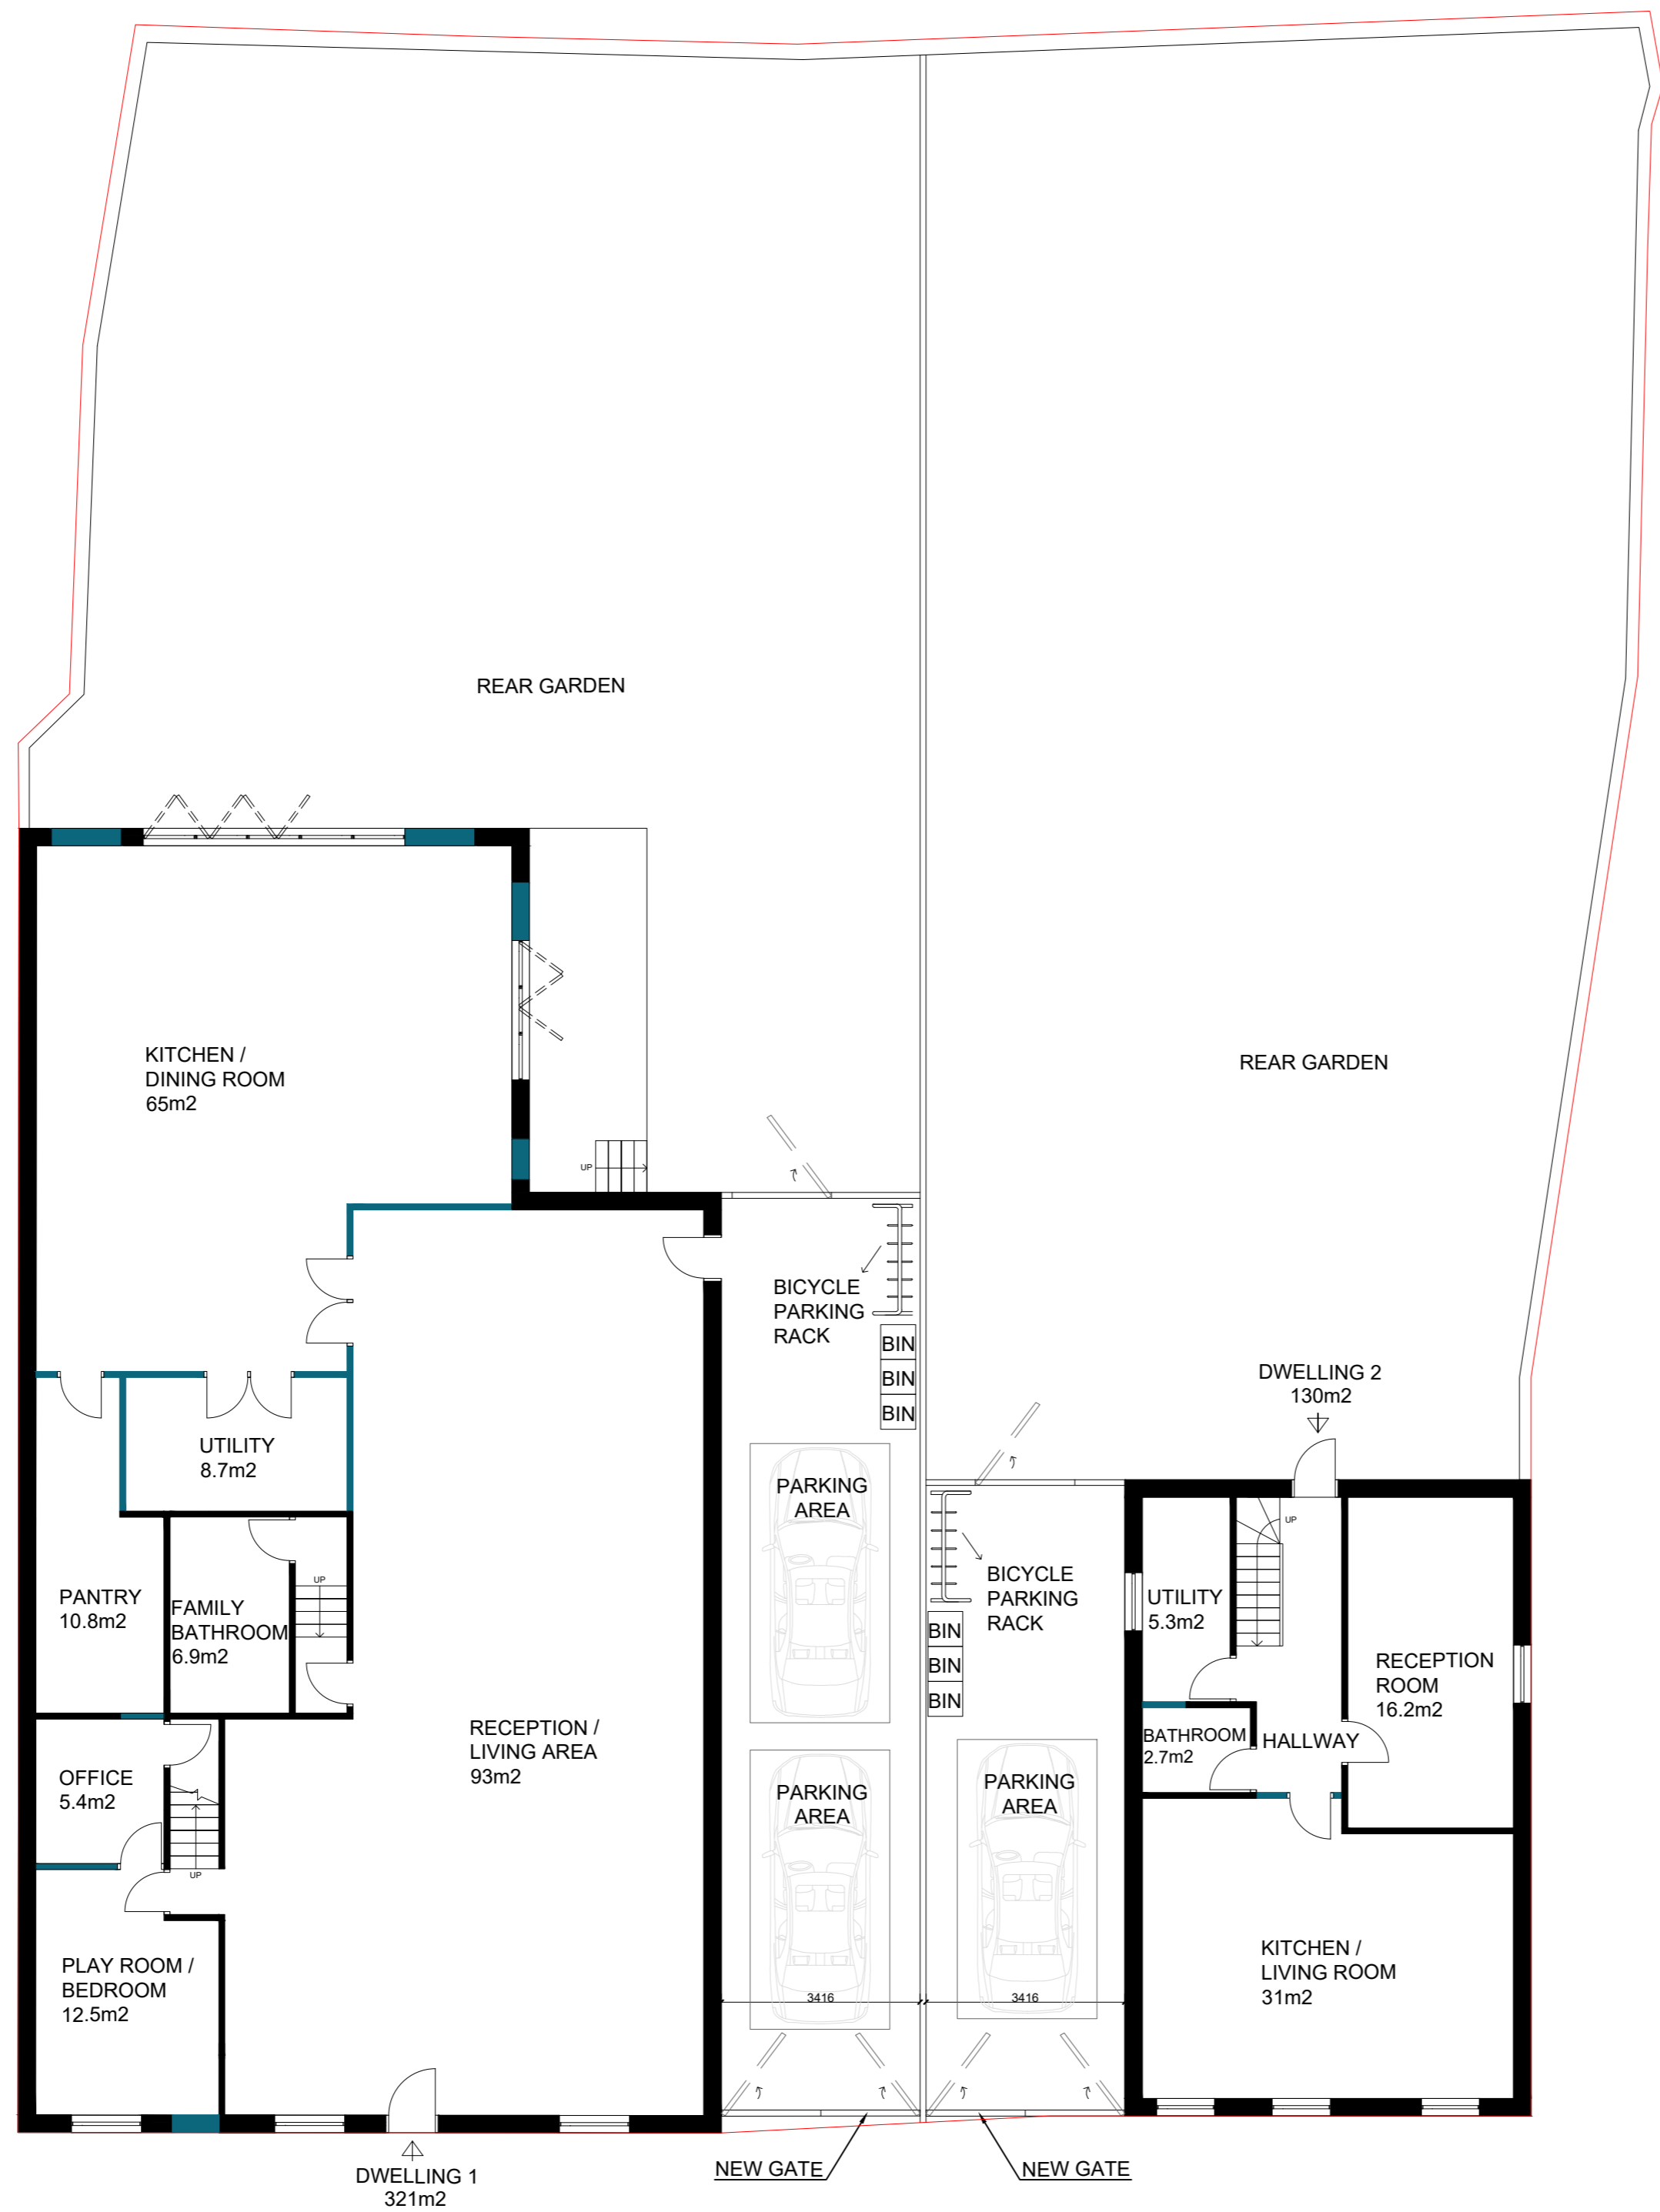 REAR GARDEN
KITCHEN /
DINING ROOM
65m2
REAR GARDEN
UP
BICYCLE
PARKING
RACK
BIN
BIN
BIN
DWELLING 2
130m2
UTILITY
8.7m2
PARKING
AREA
UP
BICYCLE
PARKING
RACK
UP
PANTRY
10.8m2
FAMILY
BATHROOM
6.9m2
UTILITY
5.3m2
BIN
BIN
BIN
RECEPTION
ROOM
16.2m2
RECEPTION /
LIVING AREA
93m2
BATHROOM
2.7m2
HALLWAY
OFFICE
5.4m2
PARKING
AREA
PARKING
AREA
UP
PLAY ROOM /
BEDROOM
12.5m2
KITCHEN /
LIVING ROOM
31m2
3416
3416
DWELLING 1
321m2
NEW GATE
NEW GATE